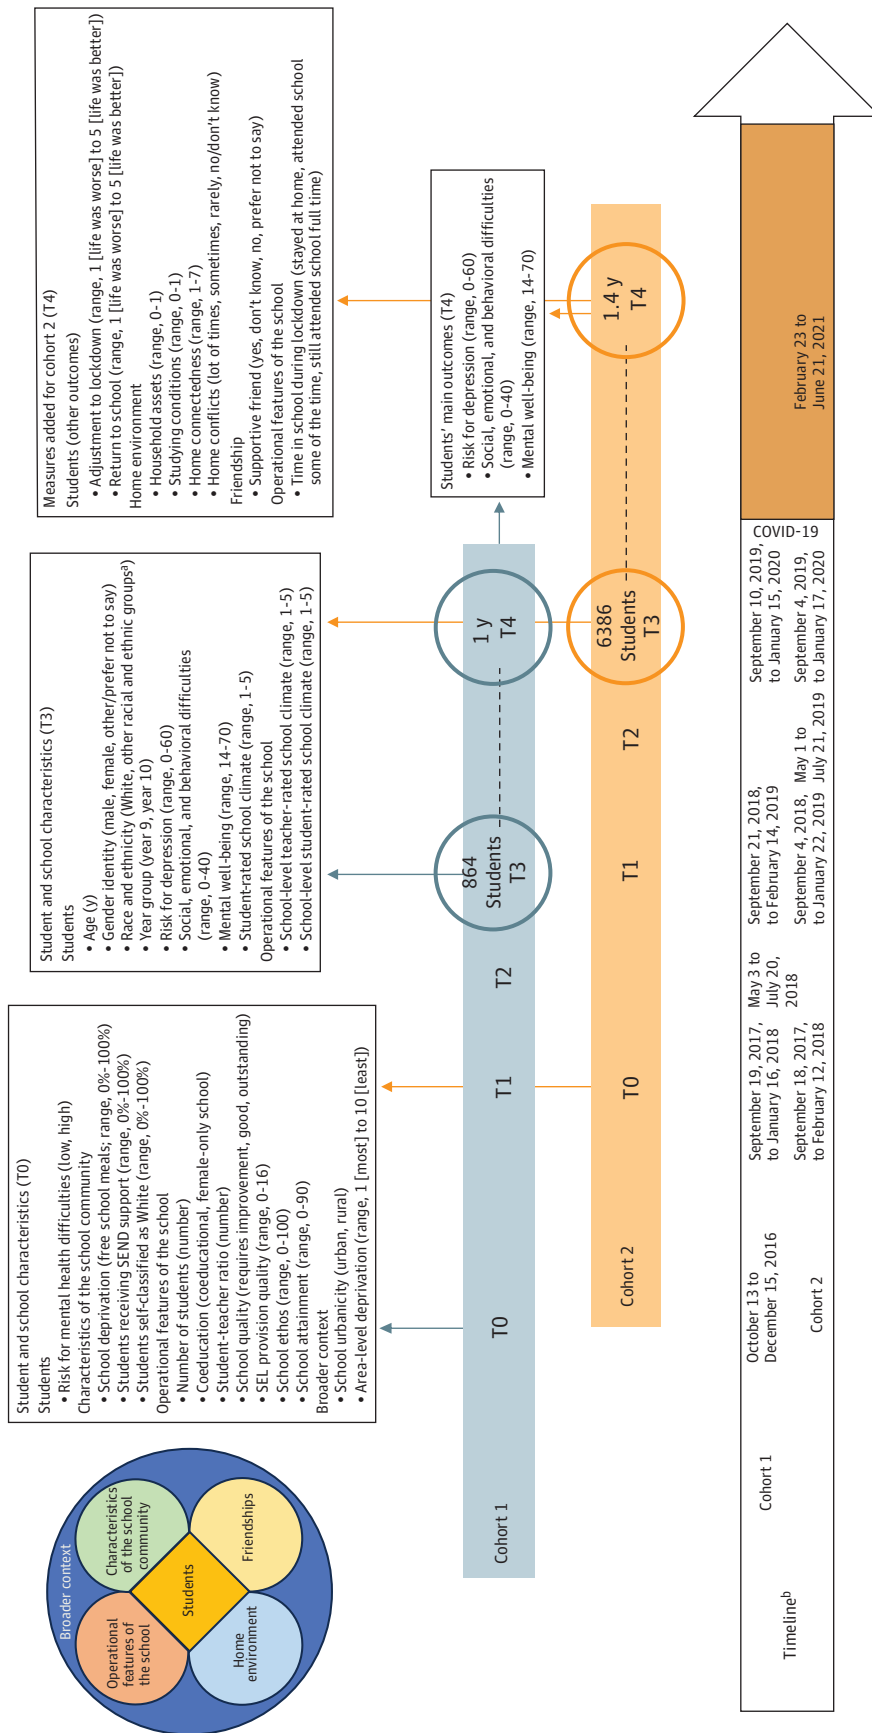 Broader context
Operational
features of
the school
Characteristics
of the school
community
Students
Home
environment
Friendships
Student and school characteristics (T0)
Students
• Risk for mental health difficulties (low, high)
Characteristics of the school community
• School deprivation (free school meals; range, 0%-100%)
• Students receiving SEND support (range, 0%-100%)
• Students self-classified as White (range, 0%-100%)
Operational features of the school
• Number of students (number)
• Coeducation (coeducational, female-only school)
• Student-teacher ratio (number)
• School quality (requires improvement, good, outstanding)
• SEL provision quality (range, 0-16)
• School ethos (range, 0-100)
• School attainment (range, 0-90)
Broader context
• School urbanicity (urban, rural)
• Area-level deprivation (range, 1 [most] to 10 [least])
Student and school characteristics (T3)
Students
• Age (y)
• Gender identity (male, female, other/prefer not to say)
• Race and ethnicity (White, other racial and ethnic groupsᵃ)
• Year group (year 9, year 10)
• Risk for depression (range, 0-60)
• Social, emotional, and behavioral difficulties
(range, 0-40)
• Mental well-being (range, 14-70)
• Student-rated school climate (range, 1-5)
Operational features of the school
• School-level teacher-rated school climate (range, 1-5)
• School-level student-rated school climate (range, 1-5)
Measures added for cohort 2 (T4)
Students (other outcomes)
• Adjustment to lockdown (range, 1 [life was worse] to 5 [life was better])
• Return to school (range, 1 [life was worse] to 5 [life was better])
Home environment
• Household assets (range, 0-1)
• Studying conditions (range, 0-1)
• Home connectedness (range, 1-7)
• Home conflicts (lot of times, sometimes, rarely, no/don't know)
Friendship
• Supportive friend (yes, don't know, no, prefer not to say)
Operational features of the school
• Time in school during lockdown (stayed at home, attended school
some of the time, still attended school full time)
Students' main outcomes (T4)
• Risk for depression (range, 0-60)
• Social, emotional, and behavioral difficulties
(range, 0-40)
• Mental well-being (range, 14-70)
Cohort 1
T0
T1
T2
864
Students
T3
1 y
T4
Cohort 2
T0
T1
T2
6386
Students
T3
1.4 y
T4
Timelineᵇ
Cohort 1
October 13 to
December 15, 2016
September 19, 2017,
to January 16, 2018
May 3 to
July 20,
2018
September 21, 2018,
to February 14, 2019
September 10, 2019,
to January 15, 2020
Cohort 2
September 18, 2017,
to February 12, 2018
September 4, 2018,
to January 22, 2019
May 1 to
July 21, 2019
September 4, 2019,
to January 17, 2020
COVID-19
February 23 to
June 21, 2021